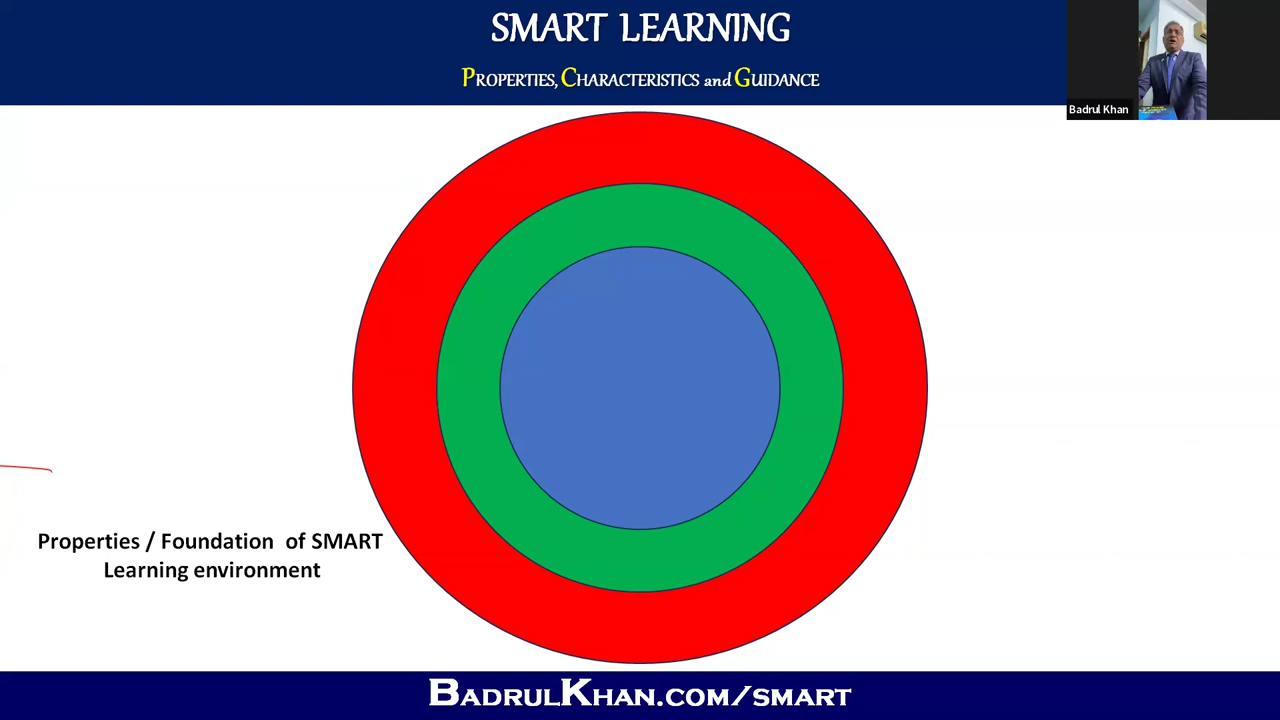 SMART LEARNING
PROPERTIES, CHARACTERISTICS and GUIDANCE
Badrul Khan
Properties / Foundation of SMART
Learning environment
BADRULKHAN.COM/SMART